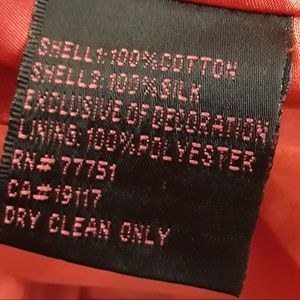 SHELL1: 100% COTTON
SHELL2: 100% SILK
EXCLUSIVE OF DECORATION
LINING: 100% POLYESTER
RN# 77751
CA# 19117
DRY CLEAN ONLY